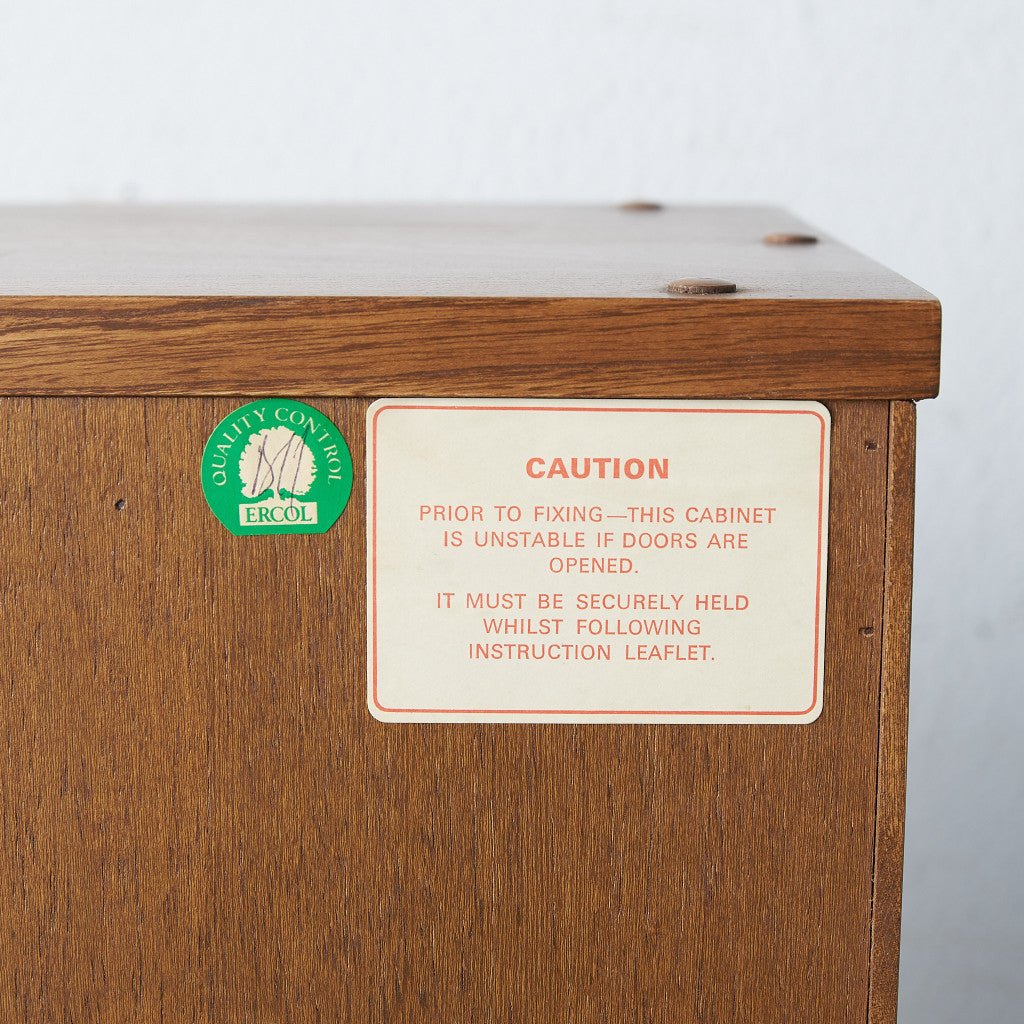 QUALITY CONTROL
ERCOL
CAUTION
PRIOR TO FIXING—THIS CABINET
IS UNSTABLE IF DOORS ARE
OPENED.
IT MUST BE SECURELY HELD
WHILST FOLLOWING
INSTRUCTION LEAFLET.